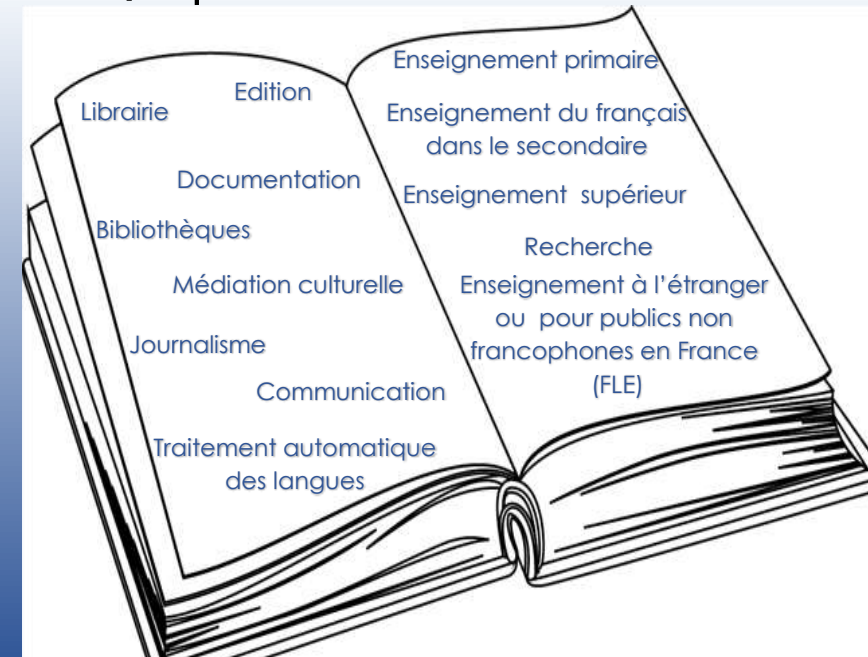 Librairie
Edition
Documentation
Bibliothèques
Médiation culturelle
Journalisme
Communication
Traitement automatique
des langues
Enseignement primaire
Enseignement du français
dans le secondaire
Enseignement supérieur
Recherche
Enseignement à l’étranger
ou pour publics non
francophones en France
(FLE)